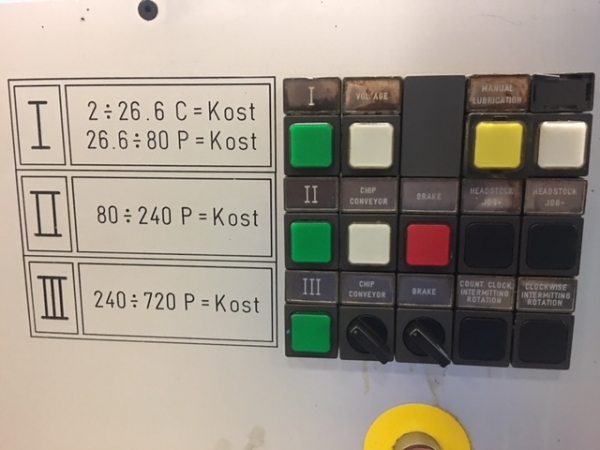 I
2÷26.6 C=Kost
26.6÷80 P=Kost
II
80÷240 P=Kost
III
240÷720 P=Kost
I
VOLTAGE
MANUAL
LUBRICATION
II
CHIP
CONVEYOR
BRAKE
HEADSTOCK
JOG+
HEADSTOCK
JOG-
III
CHIP
CONVEYOR
BRAKE
COUNT. CLOCK
INTERMITTING
ROTATION
CLOCKWISE
INTERMITTING
ROTATION